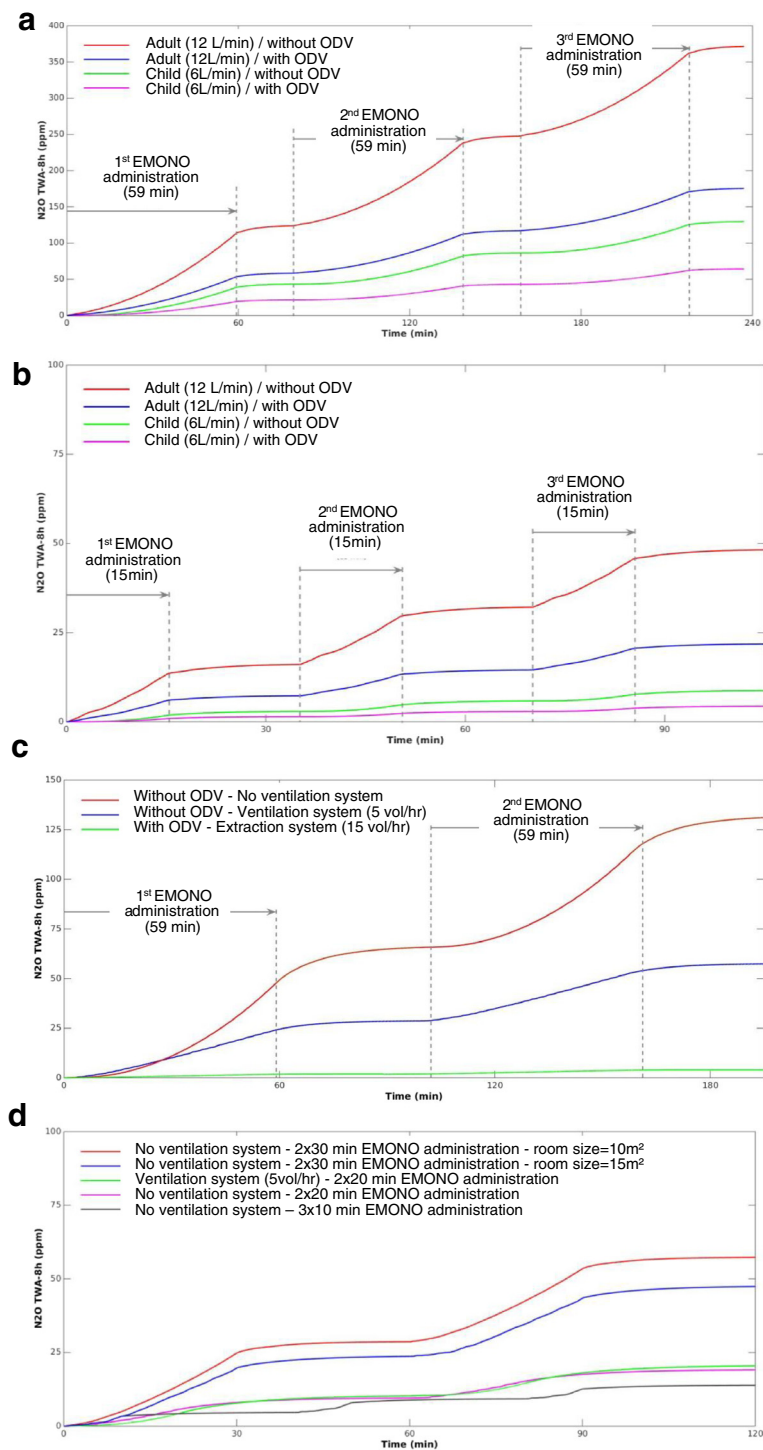 a
400
350
300
250
200
150
100
50
0
N2O TWA-8h (ppm)
Adult (12 L/min) / without ODV
Adult (12L/min) / with ODV
Child (6L/min) / without ODV
Child (6L/min) / with ODV
1st EMONO
administration
(59 min)
2nd EMONO
administration
(59 min)
3rd EMONO
administration
(59 min)
0 60 120 180 240
Time (min)
b
100
75
50
25
0
N2O TWA-8h (ppm)
Adult (12 L/min) / without ODV
Adult (12L/min) / with ODV
Child (6L/min) / without ODV
Child (6L/min) / with ODV
1st EMONO
administration
(15min)
2nd EMONO
administration
(15min)
3rd EMONO
administration
(15min)
0 30 60 90
Time (min)
c
150
125
100
75
50
25
0
N2O TWA-8h (ppm)
Without ODV - No ventilation system
Without ODV - Ventilation system (5 vol/hr)
With ODV - Extraction system (15 vol/hr)
1st EMONO
administration
(59 min)
2nd EMONO
administration
(59 min)
0 60 120 180
Time (min)
d
100
75
50
25
0
N2O TWA-8h (ppm)
No ventilation system - 2x30 min EMONO administration - room size=10m²
No ventilation system - 2x30 min EMONO administration - room size=15m²
Ventilation system (5vol/hr) - 2x20 min EMONO administration
No ventilation system - 2x20 min EMONO administration
No ventilation system – 3x10 min EMONO administration
0 30 60 90 120
Time (min)